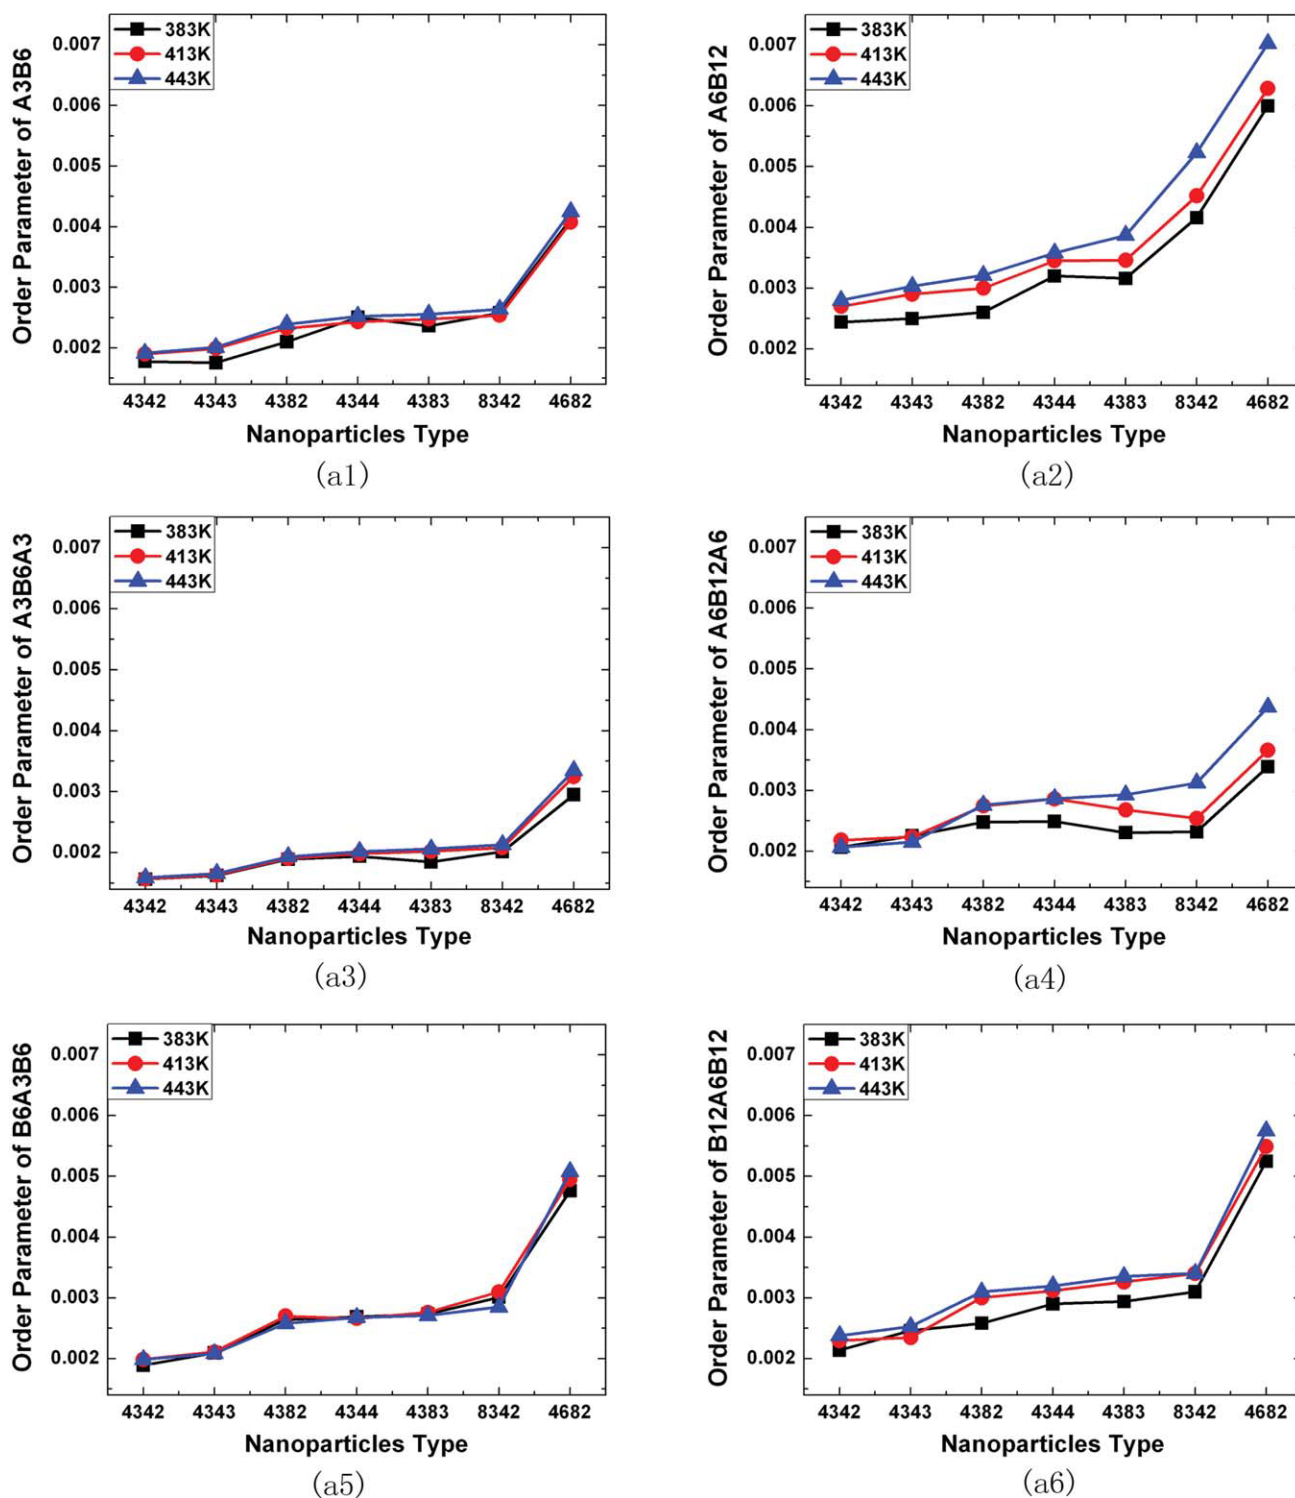 Order Parameter of A3B6
383K
413K
443K
0.007
0.006
0.005
0.004
0.003
0.002
4342 4343 4382 4344 4383 8342 4682
Nanoparticles Type
(a1)
Order Parameter of A6B12
383K
413K
443K
0.007
0.006
0.005
0.004
0.003
0.002
4342 4343 4382 4344 4383 8342 4682
Nanoparticles Type
(a2)
Order Parameter of A3B6A3
383K
413K
443K
0.007
0.006
0.005
0.004
0.003
0.002
4342 4343 4382 4344 4383 8342 4682
Nanoparticles Type
(a3)
Order Parameter of A6B12A6
383K
413K
443K
0.007
0.006
0.005
0.004
0.003
0.002
4342 4343 4382 4344 4383 8342 4682
Nanoparticles Type
(a4)
Order Parameter of B6A3B6
383K
413K
443K
0.007
0.006
0.005
0.004
0.003
0.002
4342 4343 4382 4344 4383 8342 4682
Nanoparticles Type
(a5)
Order Parameter of B12A6B12
383K
413K
443K
0.007
0.006
0.005
0.004
0.003
0.002
4342 4343 4382 4344 4383 8342 4682
Nanoparticles Type
(a6)